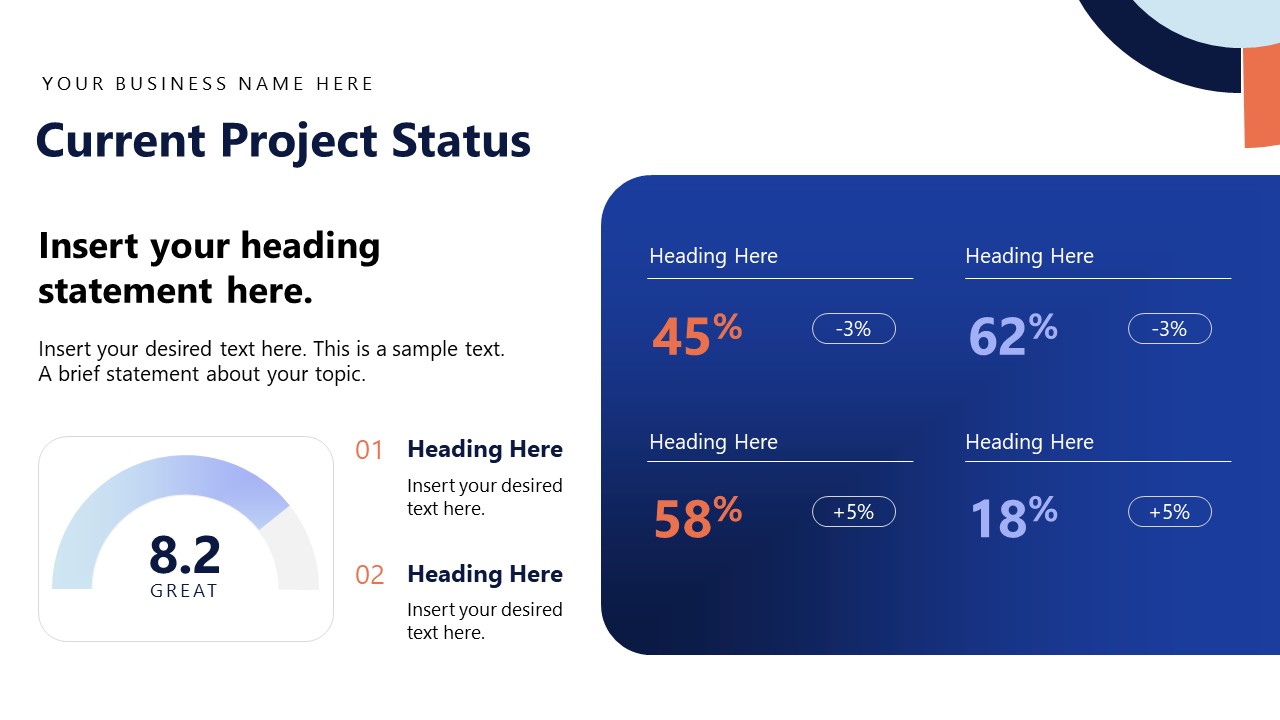 YOUR BUSINESS NAME HERE
Current Project Status
Insert your heading
statement here.
Insert your desired text here. This is a sample text.
A brief statement about your topic.
8.2
GREAT
01
Heading Here
Insert your desired
text here.
02
Heading Here
Insert your desired
text here.
Heading Here
45%
-3%
Heading Here
62%
-3%
Heading Here
58%
+5%
Heading Here
18%
+5%